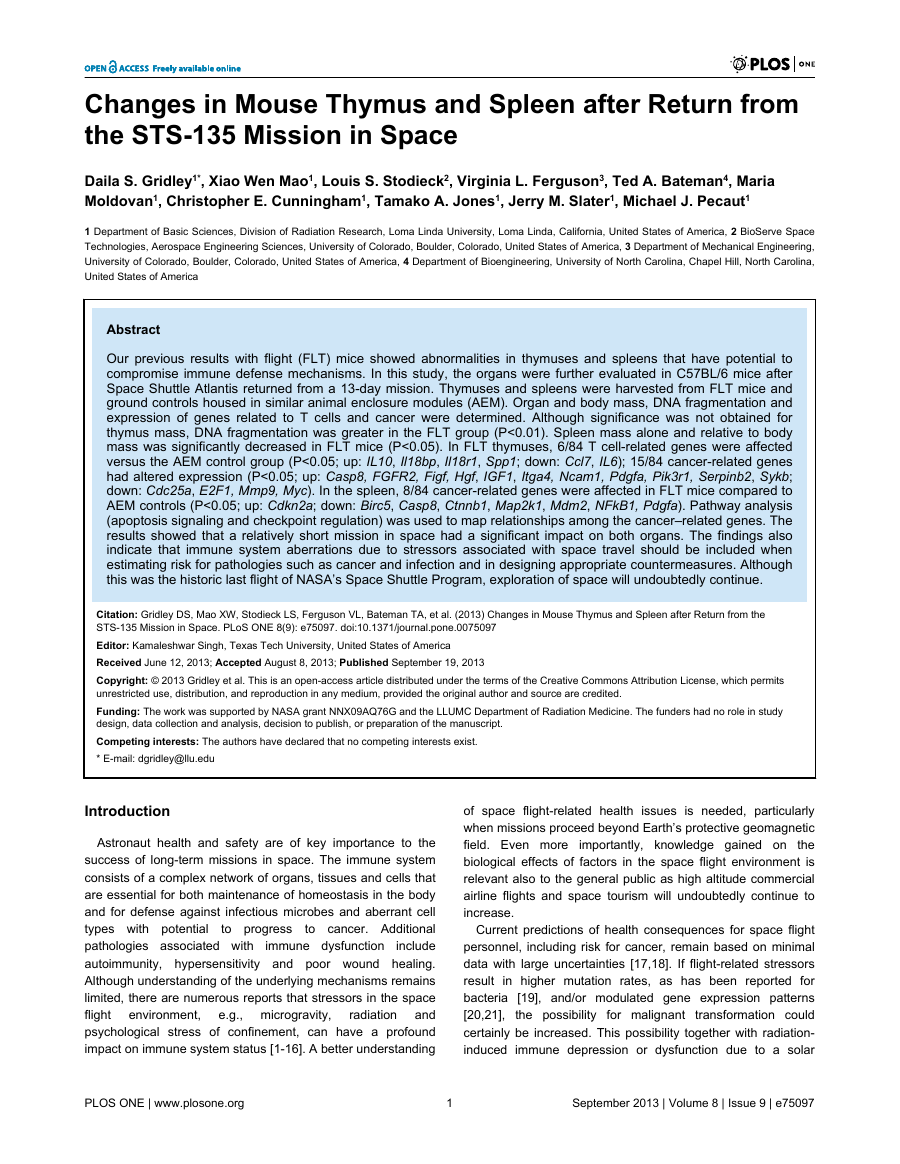 OPEN ACCESS Freely available online
PLOS ONE
Changes in Mouse Thymus and Spleen after Return from
the STS-135 Mission in Space
Daila S. Gridley1*, Xiao Wen Mao1, Louis S. Stodieck2, Virginia L. Ferguson3, Ted A. Bateman4, Maria
Moldovan1, Christopher E. Cunningham1, Tamako A. Jones1, Jerry M. Slater1, Michael J. Pecaut1
1 Department of Basic Sciences, Division of Radiation Research, Loma Linda University, Loma Linda, California, United States of America, 2 BioServe Space
Technologies, Aerospace Engineering Sciences, University of Colorado, Boulder, Colorado, United States of America, 3 Department of Mechanical Engineering,
University of Colorado, Boulder, Colorado, United States of America, 4 Department of Bioengineering, University of North Carolina, Chapel Hill, North Carolina,
United States of America
Abstract
Our previous results with flight (FLT) mice showed abnormalities in thymuses and spleens that have potential to
compromise immune defense mechanisms. In this study, the organs were further evaluated in C57BL/6 mice after
Space Shuttle Atlantis returned from a 13-day mission. Thymuses and spleens were harvested from FLT mice and
ground controls housed in similar animal enclosure modules (AEM). Organ and body mass, DNA fragmentation and
expression of genes related to T cells and cancer were determined. Although significance was not obtained for
thymus mass, DNA fragmentation was greater in the FLT group (P<0.01). Spleen mass alone and relative to body
mass was significantly decreased in FLT mice (P<0.05). In FLT thymuses, 6/84 T cell-related genes were affected
versus the AEM control group (P<0.05; up: IL10, Il18bp, Il18r1, Spp1; down: Ccl7, IL6); 15/84 cancer-related genes
had altered expression (P<0.05; up: Casp8, FGFR2, Figf, Hgf, IGF1, Itga4, Ncam1, Pdgfa, Pik3r1, Serpinb2, Sykb;
down: Cdc25a, E2F1, Mmp9, Myc). In the spleen, 8/84 cancer-related genes were affected in FLT mice compared to
AEM controls (P<0.05; up: Cdkn2a; down: Birc5, Casp8, Ctnnb1, Map2k1, Mdm2, NFkB1, Pdgfa). Pathway analysis
(apoptosis signaling and checkpoint regulation) was used to map relationships among the cancer–related genes. The
results showed that a relatively short mission in space had a significant impact on both organs. The findings also
indicate that immune system aberrations due to stressors associated with space travel should be included when
estimating risk for pathologies such as cancer and infection and in designing appropriate countermeasures. Although
this was the historic last flight of NASA's Space Shuttle Program, exploration of space will undoubtedly continue.
Citation: Gridley DS, Mao XW, Stodieck LS, Ferguson VL, Bateman TA, et al. (2013) Changes in Mouse Thymus and Spleen after Return from the
STS-135 Mission in Space. PLoS ONE 8(9): e75097. doi:10.1371/journal.pone.0075097
Editor: Kamaleshwar Singh, Texas Tech University, United States of America
Received June 12, 2013; Accepted August 8, 2013; Published September 19, 2013
Copyright: © 2013 Gridley et al. This is an open-access article distributed under the terms of the Creative Commons Attribution License, which permits
unrestricted use, distribution, and reproduction in any medium, provided the original author and source are credited.
Funding: The work was supported by NASA grant NNX09AQ76G and the LLUMC Department of Radiation Medicine. The funders had no role in study
design, data collection and analysis, decision to publish, or preparation of the manuscript.
Competing interests: The authors have declared that no competing interests exist.
* E-mail: dgridley@llu.edu
Introduction
Astronaut health and safety are of key importance to the
success of long-term missions in space. The immune system
consists of a complex network of organs, tissues and cells that
are essential for both maintenance of homeostasis in the body
and for defense against infectious microbes and aberrant cell
types with potential to progress to cancer. Additional
pathologies associated with immune dysfunction include
autoimmunity, hypersensitivity and poor wound healing.
Although understanding of the underlying mechanisms remains
limited, there are numerous reports that stressors in the space
flight environment, e.g., microgravity, radiation and
psychological stress of confinement, can have a profound
impact on immune system status [1-16]. A better understanding
of space flight-related health issues is needed, particularly
when missions proceed beyond Earth's protective geomagnetic
field. Even more importantly, knowledge gained on the
biological effects of factors in the space flight environment is
relevant also to the general public as high altitude commercial
airline flights and space tourism will undoubtedly continue to
increase.
Current predictions of health consequences for space flight
personnel, including risk for cancer, remain based on minimal
data with large uncertainties [17,18]. If flight-related stressors
result in higher mutation rates, as has been reported for
bacteria [19], and/or modulated gene expression patterns
[20,21], the possibility for malignant transformation could
certainly be increased. This possibility together with radiation-
induced immune depression or dysfunction due to a solar
PLOS ONE | www.plosone.org
1
September 2013 | Volume 8 | Issue 9 | e75097